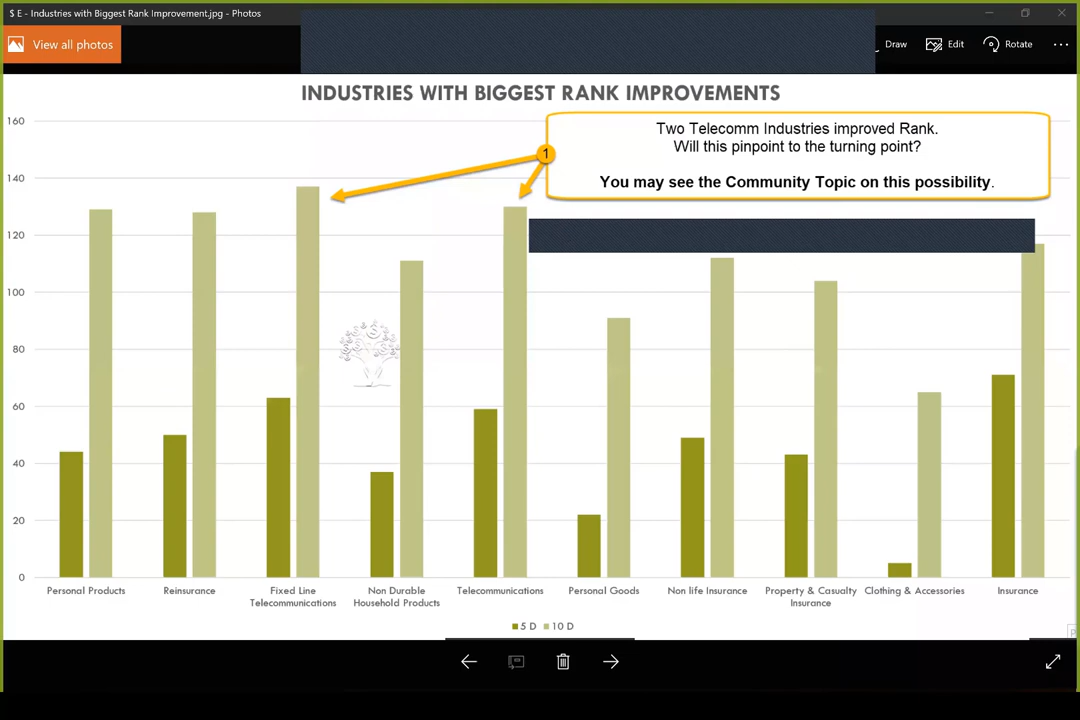 $ E - Industries with Biggest Rank Improvement.jpg - Photos
View all photos
Draw
Edit
Rotate
INDUSTRIES WITH BIGGEST RANK IMPROVEMENTS
1
Two Telecomm Industries improved Rank.
Will this pinpoint to the turning point?
You may see the Community Topic on this possibility.
160
140
120
100
80
60
40
20
0
Personal Products
Reinsurance
Fixed Line
Telecommunications
Non Durable
Household Products
Telecommunications
Personal Goods
Non life Insurance
Property & Casualty
Insurance
Clothing & Accessories
Insurance
5 D
10 D